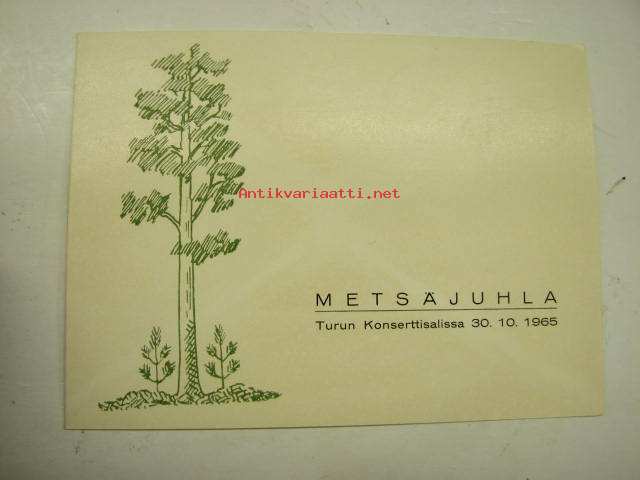 Antikvariaatti.net
METSÄJUHLA
Turun Konserttisalissa 30. 10. 1965